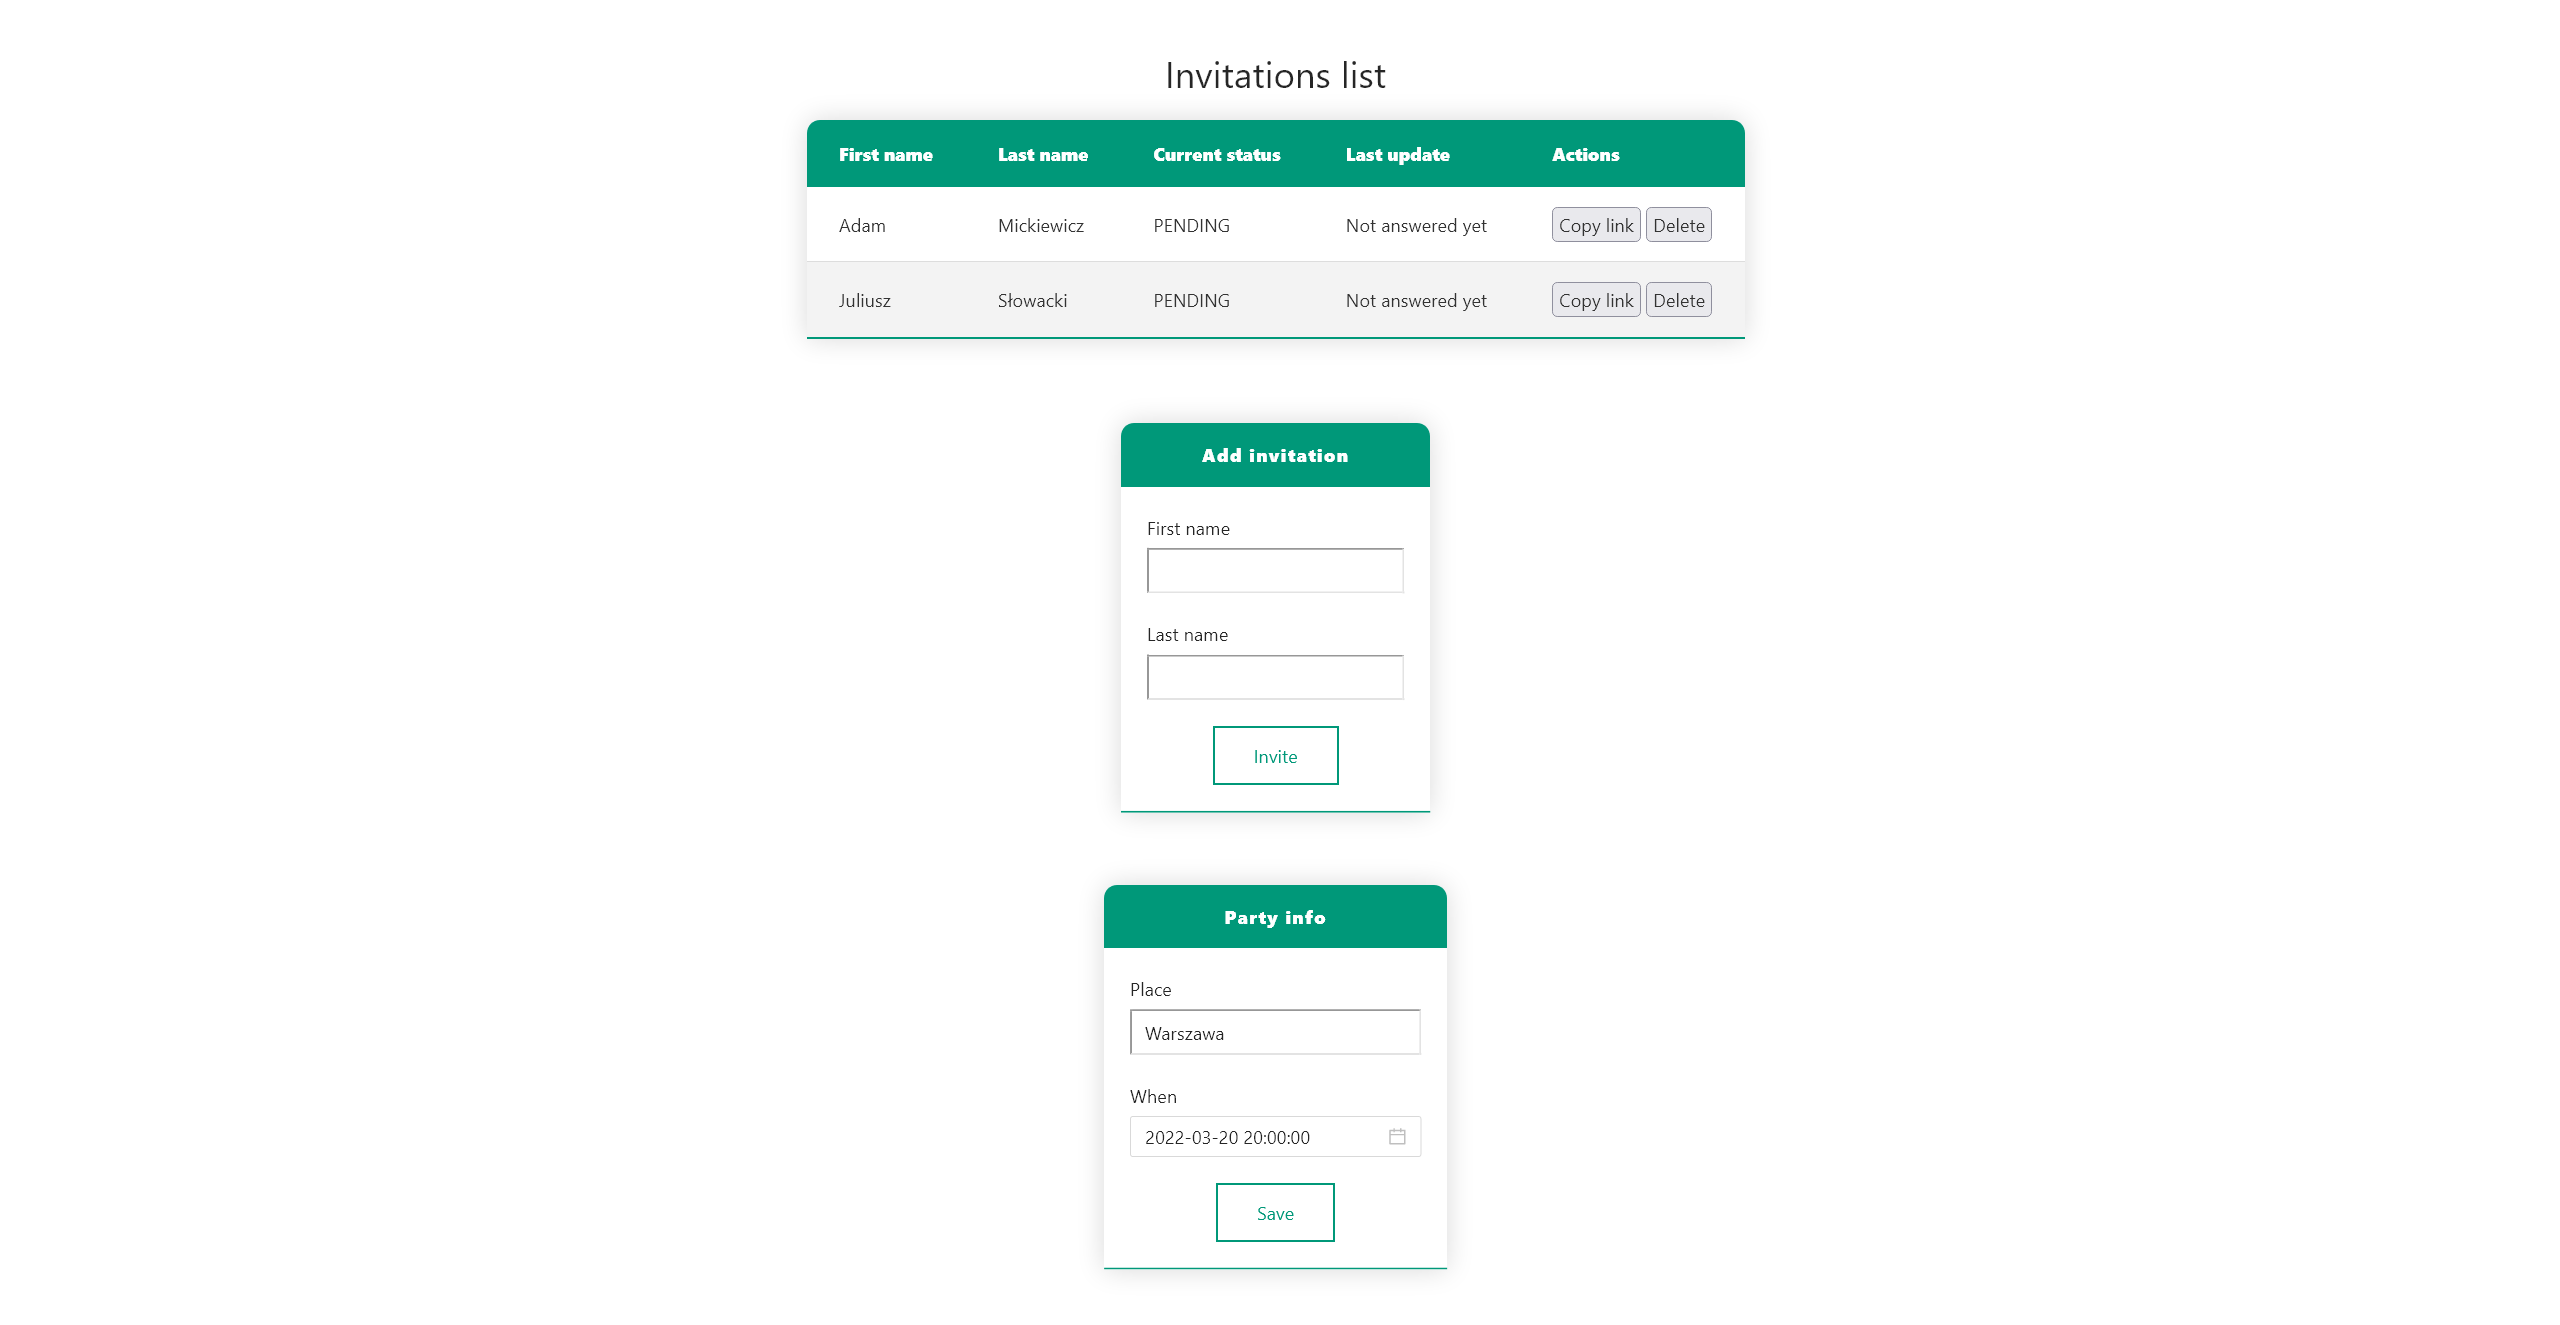 Invitations list
First name Last name Current status Last update Actions
Adam Mickiewicz PENDING Not answered yet Copy link Delete
Juliusz Słowacki PENDING Not answered yet Copy link Delete
Add invitation
First name
Last name
Invite
Party info
Place
Warszawa
When
2022-03-20 20:00:00
Save